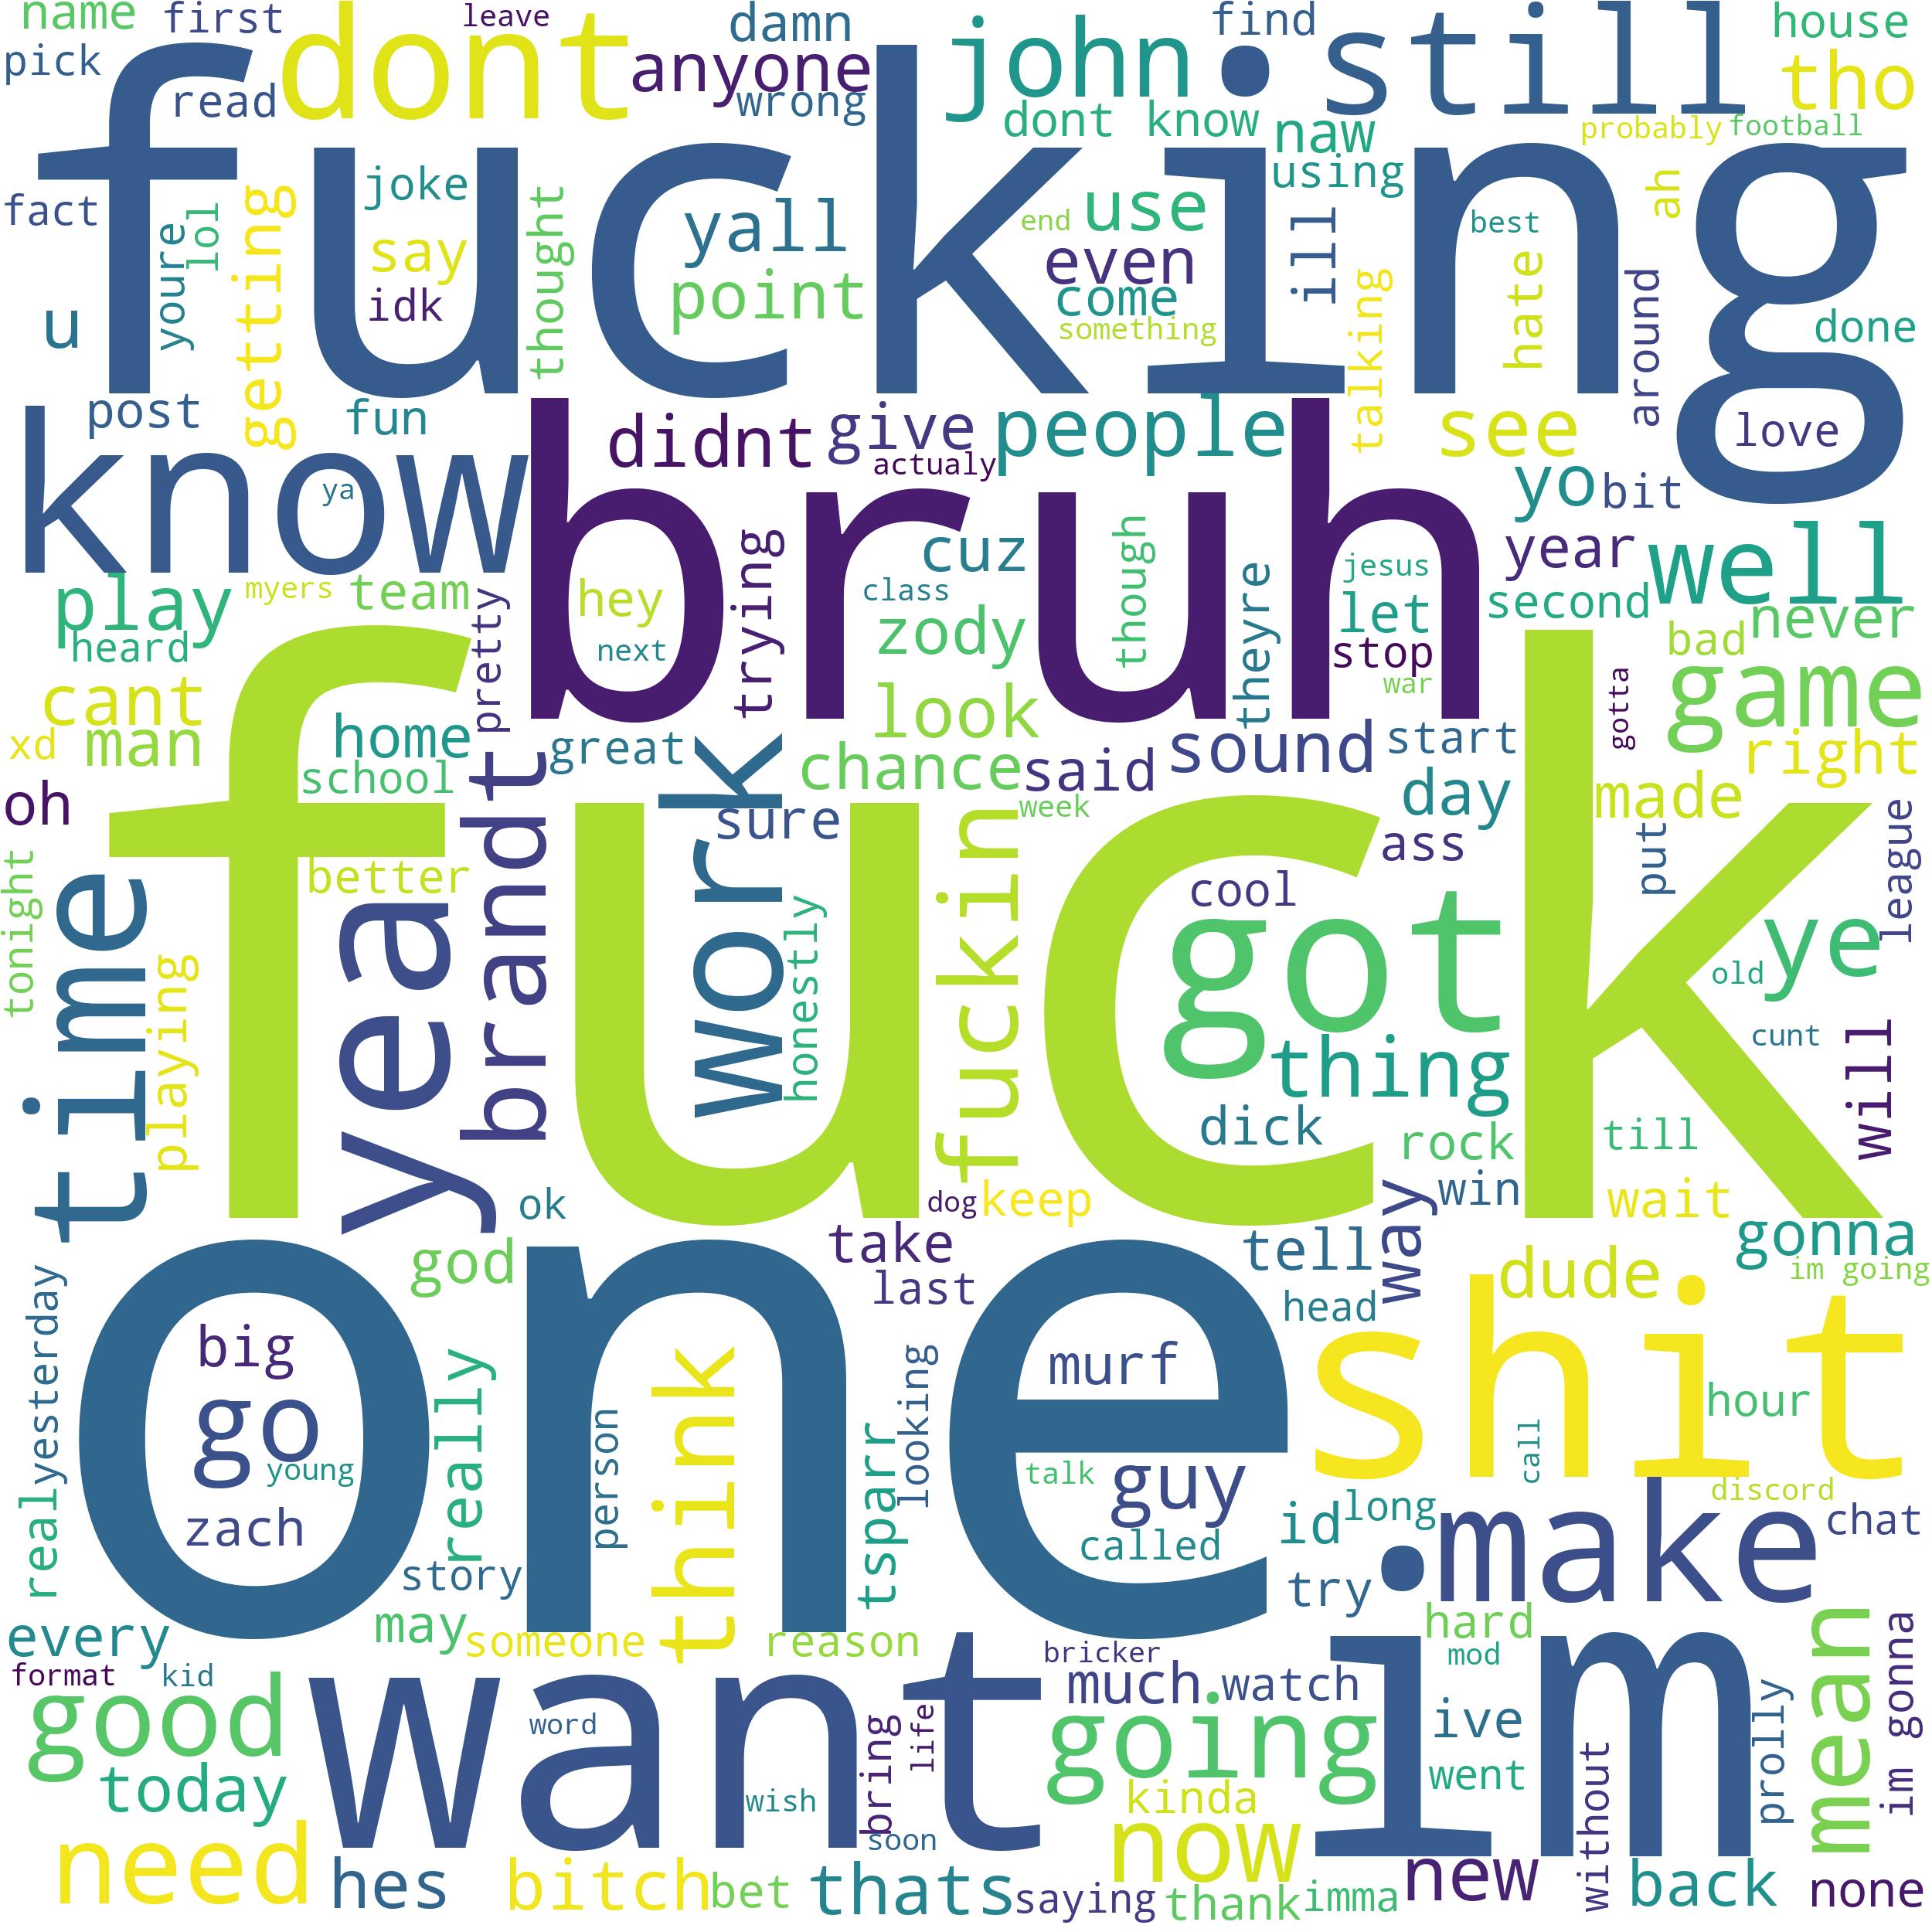 name
first
leave
damn
find
house
pick
dont
anyone
john
still
tho
read
wrong
dont know
naw
probably
football
fucking
fact
joke
using
ah
youre
lol
getting
say
thought
yall
use
end
even
ill
best
hate
u
idk
point
come
something
talking
around
done
post
fun
know
didnt
give
people
see
love
actualy
ya
bruh
yo
bit
play
myers
team
pretty
hey
trying
cuz
class
though
theyre
jesus
year
well
heard
next
zody
let
second
never
stop
bad
war
cant
look
gotta
game
xd
man
home
great
work
chance
said
sound
start
right
school
brandt
oh
sure
week
day
made
fuck
ass
put
league
tonight
better
time
yea
fuckin
cool
got
ye
honestly
old
playing
thing
cunt
will
dick
rock
till
ok
dog
keep
way
win
wait
god
take
tell
gonna
one
last
dude
im going
yesterday
big
head
shit
real
go
really
think
looking
murf
hour
young
person
talk
guy
call
zach
tsparr
called
id
long
discord
make
chat
story
try
every
may
someone
reason
bricker
hard
mean
format
kid
want
much
watch
mod
im
im gonna
good
word
bring
life
going
ive
prolly
today
wish
went
without
kinda
need
soon
now
hes
bitch
bet
thats
saying
thank
imma
new
back
none